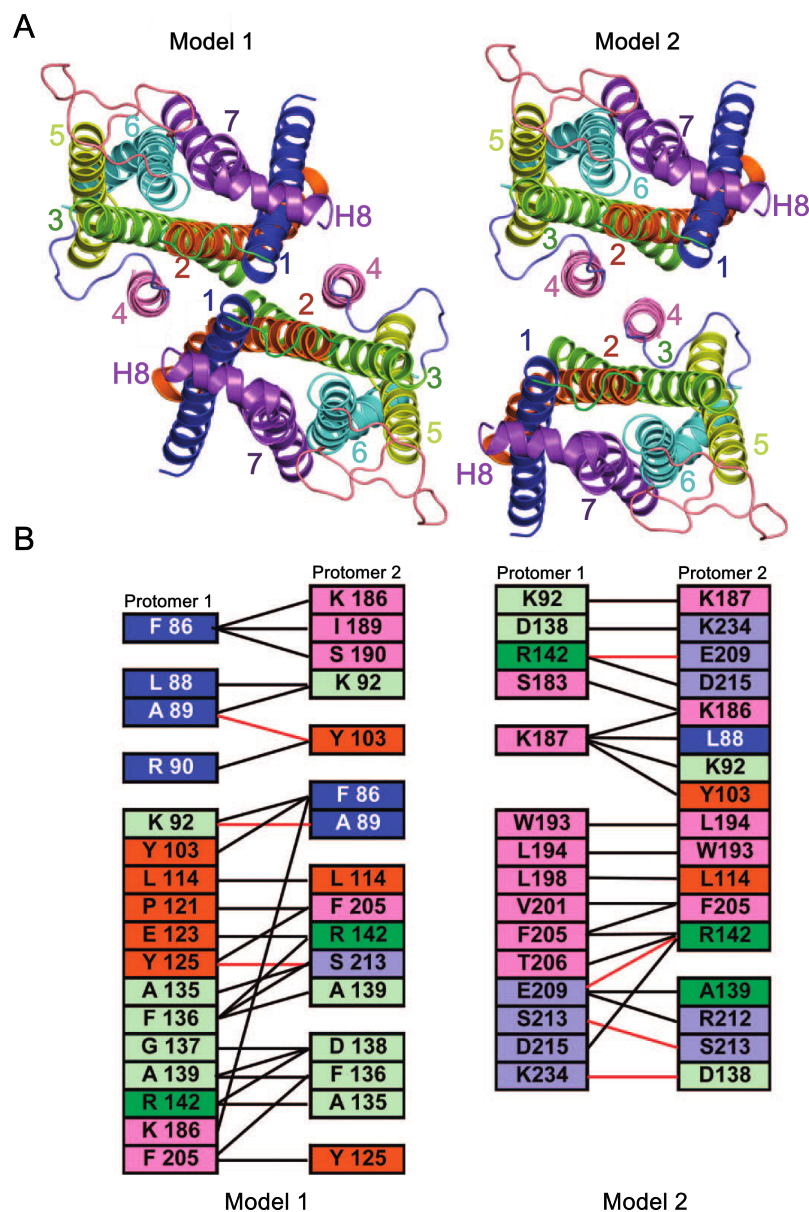 A
Model 1
Model 2
5
6
7
3
2
1
H8
4
4
1
2
H8
3
5
6
7
5
7
6
3
2
1
H8
4
4
1
2
3
H8
5
6
7
B
Protomer 1
Protomer 2
F 86
L 88
A 89
R 90
K 92
Y 103
L 114
P 121
E 123
Y 125
A 135
F 136
G 137
A 139
R 142
K 186
F 205
K 186
I 189
S 190
K 92
Y 103
F 86
A 89
L 114
F 205
R 142
S 213
A 139
D 138
F 136
A 135
Y 125
Model 1
Protomer 1
Protomer 2
K92
D138
R142
S183
K187
W193
L194
L198
V201
F205
T206
E209
S213
D215
K234
K187
K234
E209
D215
K186
L88
K92
Y103
L194
W193
L114
F205
R142
A139
R212
S213
D138
Model 2